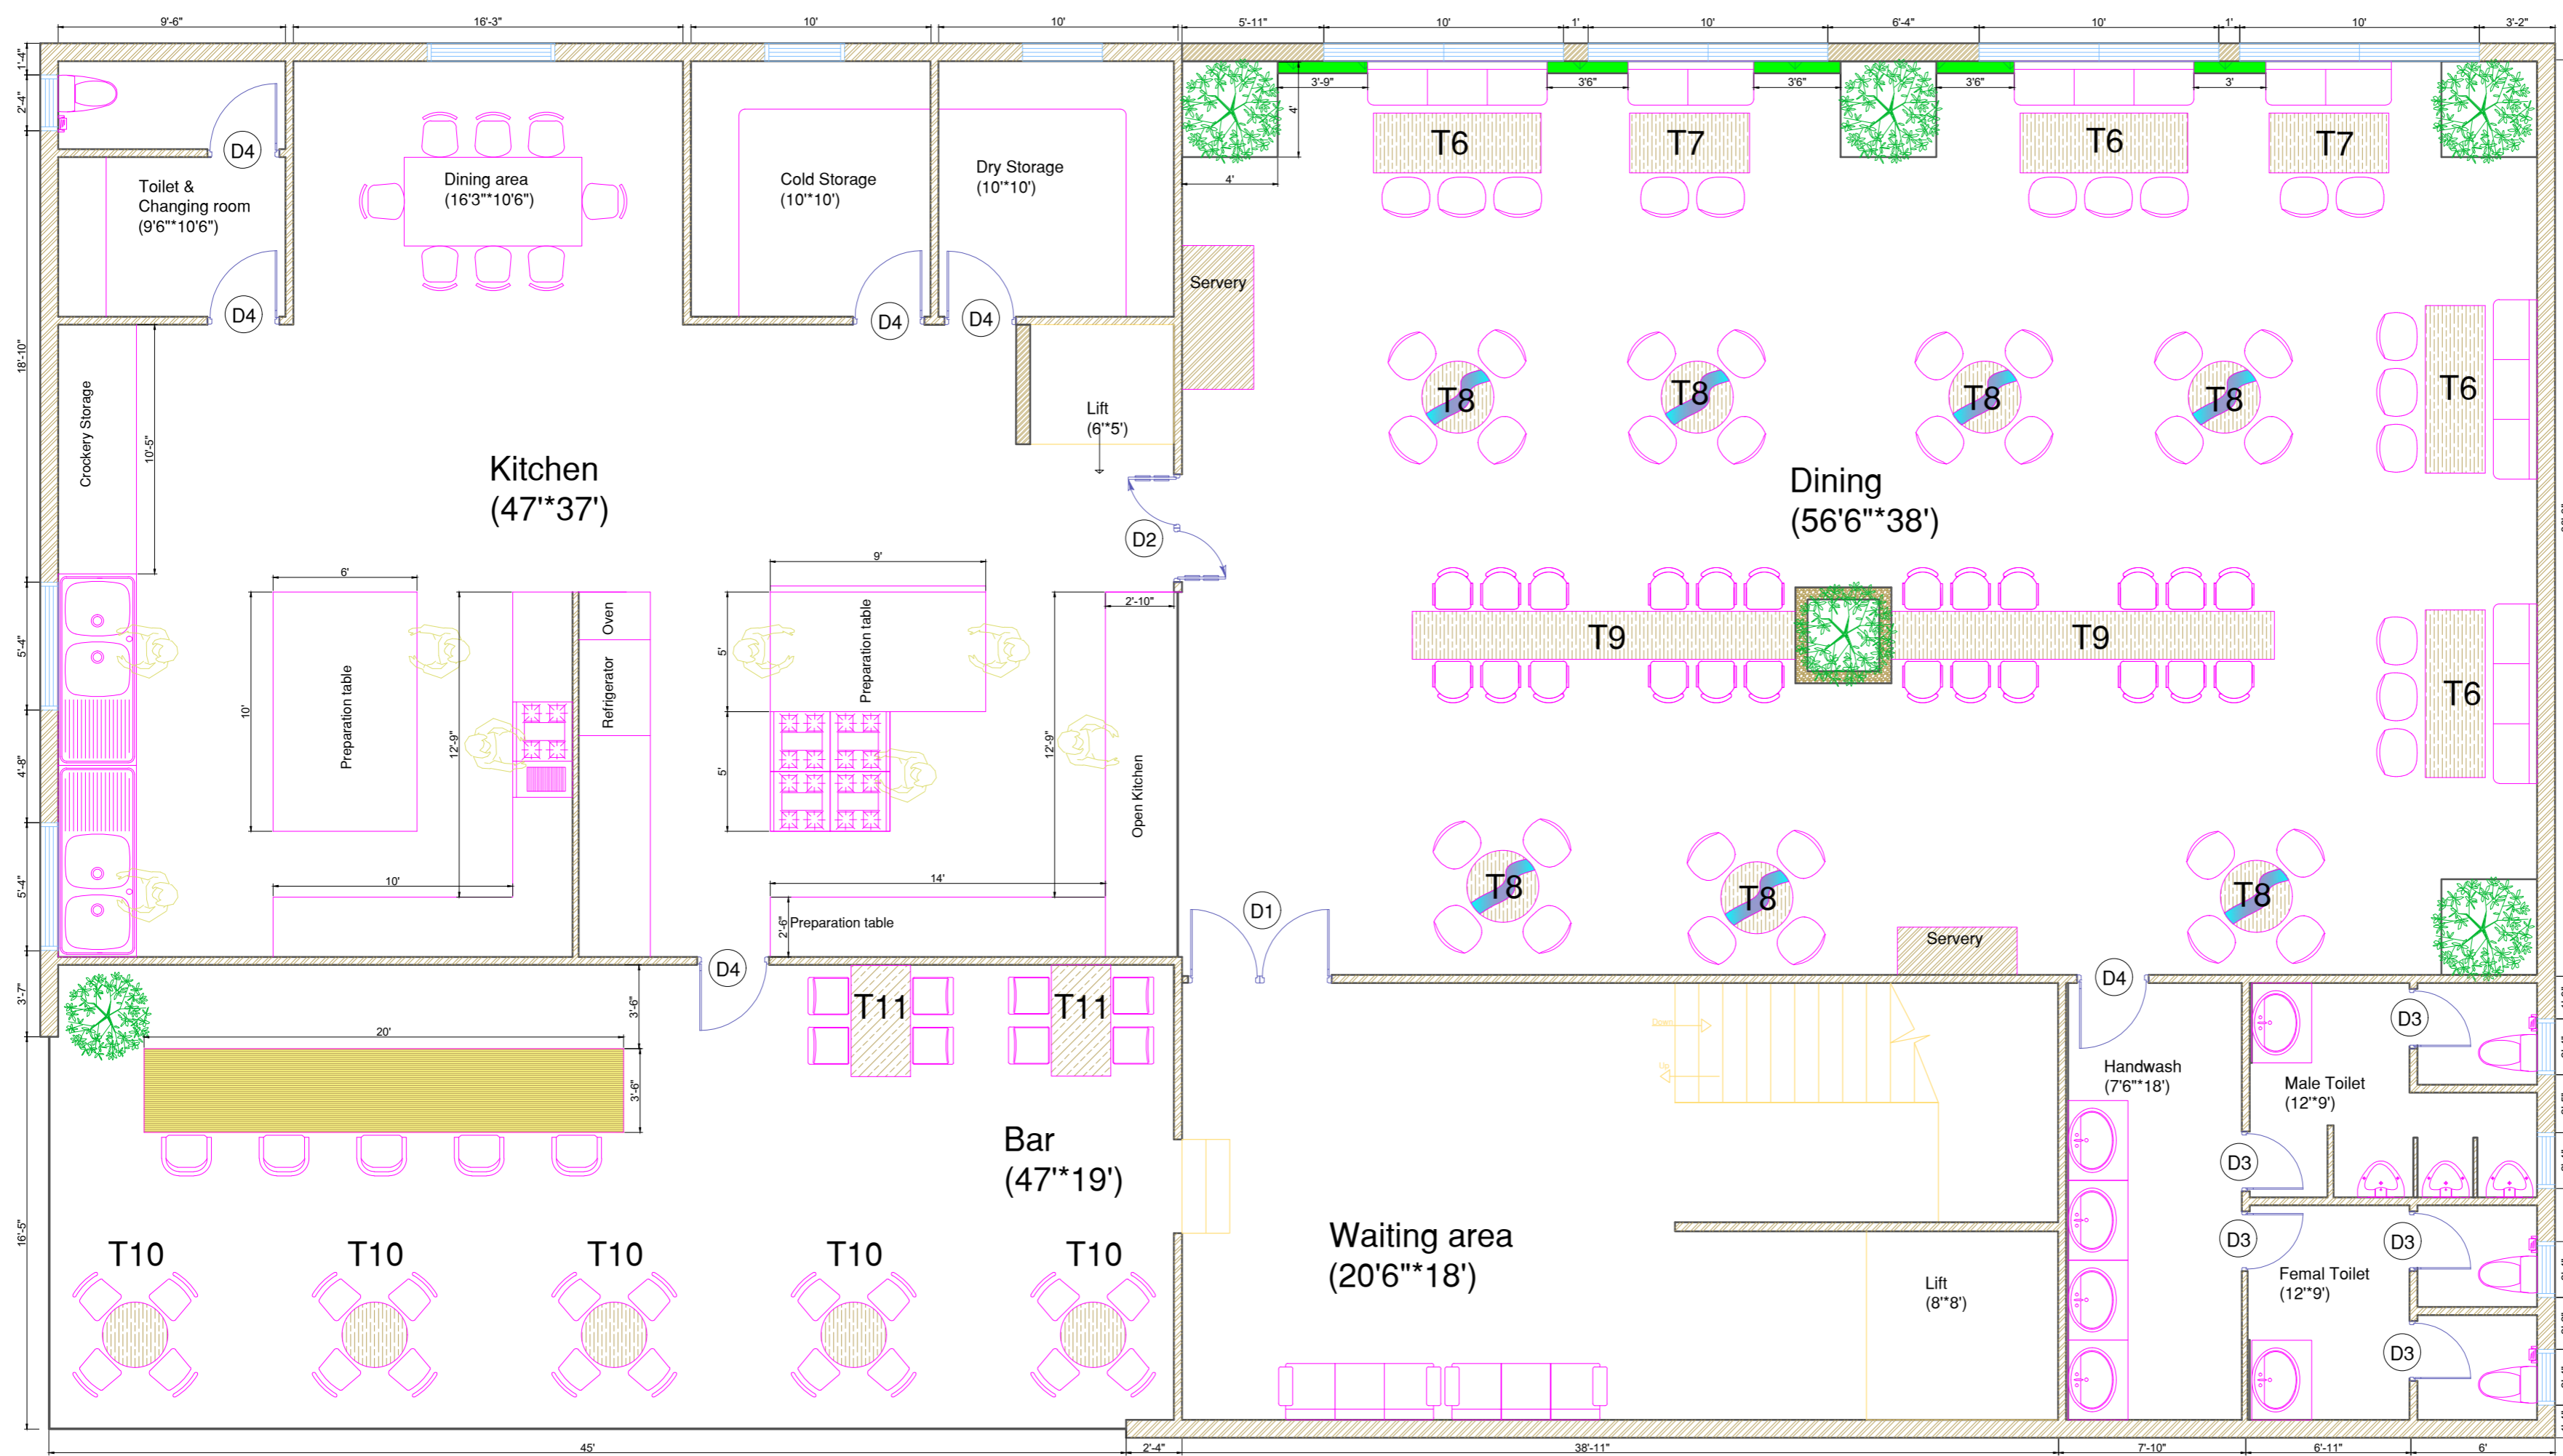 9'-6"
16'-3"
10'
10'
5'-11"
10'
1'
10'
6'-4"
10'
1'
10'
3'-2"
1'-4"
2'-4"
18'-10"
5'-4"
4'-8"
5'-4"
3'-7"
16'-5"
D4
Toilet &
Changing room
(9'6"*10'6")
D4
Dining area
(16'3"*10'6")
Cold Storage
(10'*10')
D4
Dry Storage
(10'*10')
D4
Crockery Storage
10'-5"
Kitchen
(47'*37')
Lift
(6'*5')
D2
6'
10'
Preparation table
12'-9"
10'
Oven
Refrigerator
9'
5'
5'
Preparation table
12'-9"
2'-10"
Open Kitchen
14'
2'-6"
Preparation table
D4
4'
4'
3'-9"
3'6"
3'6"
3'6"
3'
T6
T7
T6
T7
Servery
T8
T8
T8
T8
T6
Dining
(56'6"*38')
T9
T9
T6
T8
T8
T8
Servery
D1
D4
20'
3'-6"
3'-6"
T11
T11
Bar
(47'*19')
T10
T10
T10
T10
T10
Down
Up
Waiting area
(20'6"*18')
Lift
(8'*8')
Handwash
(7'6"*18')
Male Toilet
(12'*9')
D3
D3
D3
D3
Femal Toilet
(12'*9')
D3
45'
2'-4"
38'-11"
7'-10"
6'-11"
6'